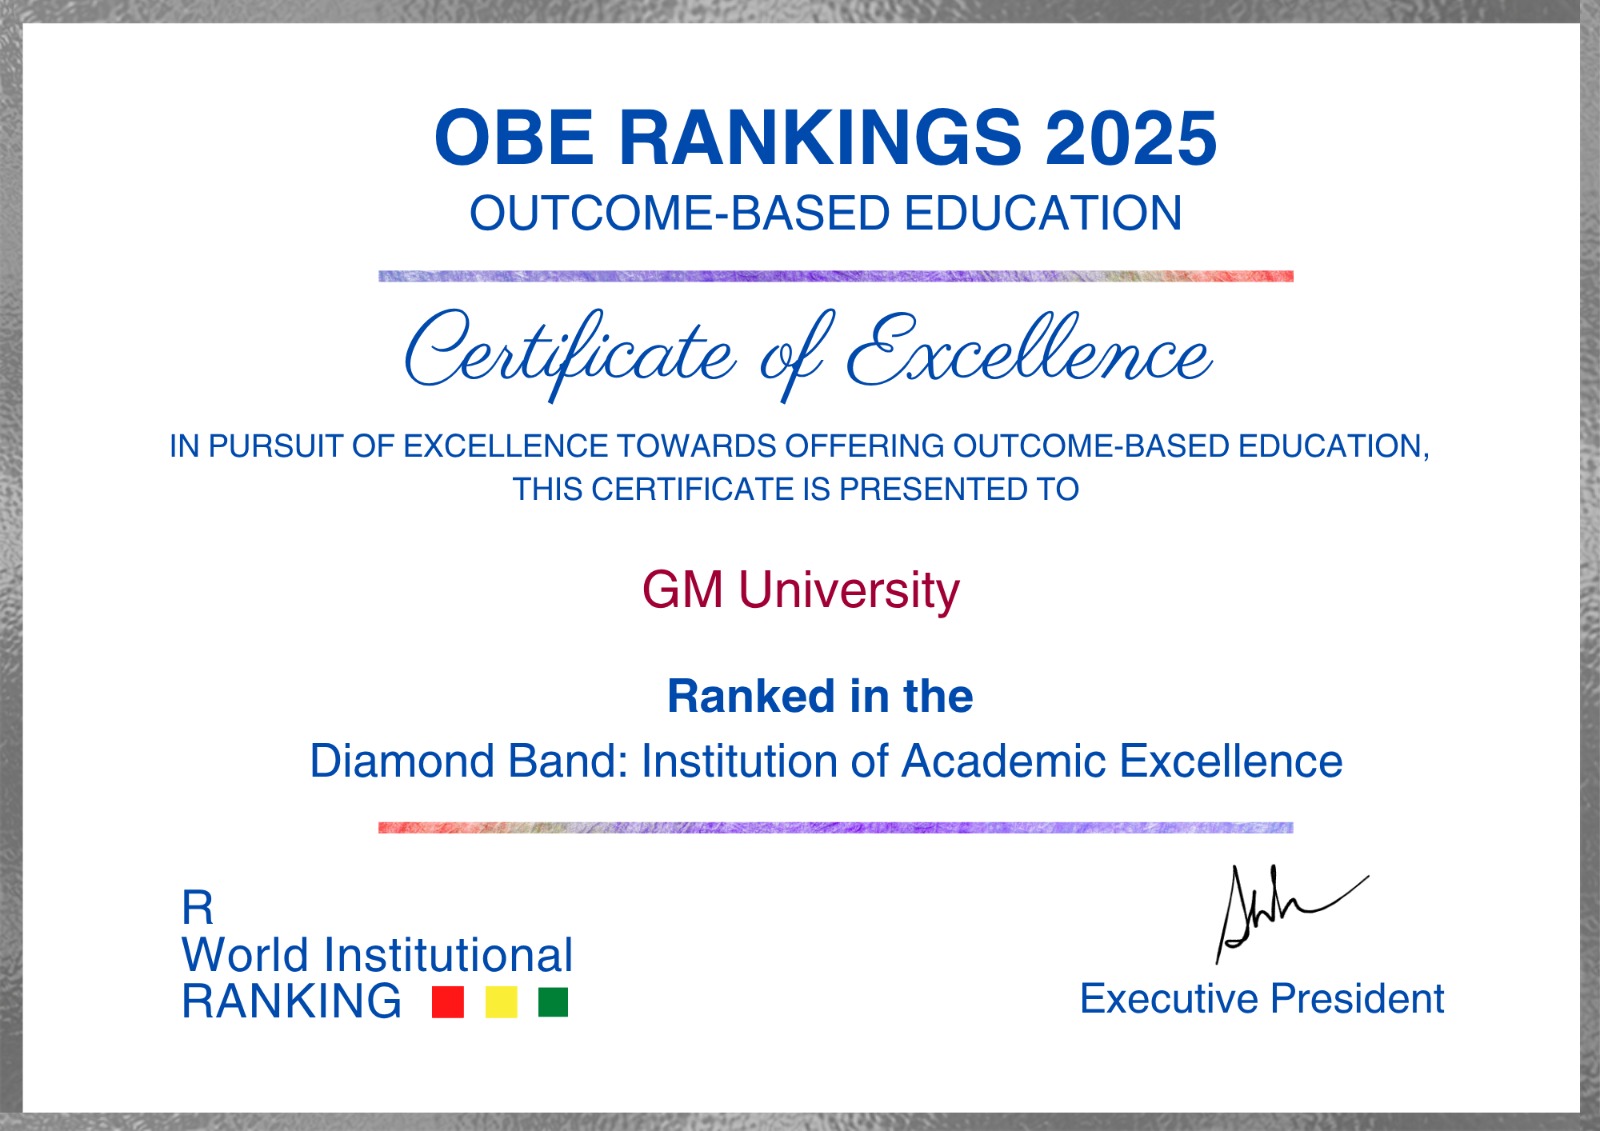 OBE RANKINGS 2025
OUTCOME-BASED EDUCATION
Certificate of Excellence
IN PURSUIT OF EXCELLENCE TOWARDS OFFERING OUTCOME-BASED EDUCATION,
THIS CERTIFICATE IS PRESENTED TO
GM University
Ranked in the
Diamond Band: Institution of Academic Excellence
R
World Institutional
RANKING
Executive President